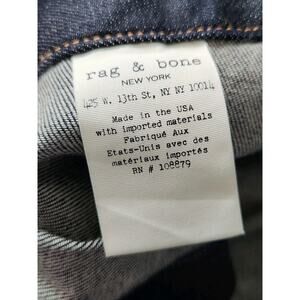 rag & bone
NEW YORK
425 W. 13th St, NY NY 10014
Made in the USA
with imported materials
Fabriqué Aux
Etats-Unis avec des
matériaux importés
RN # 108879